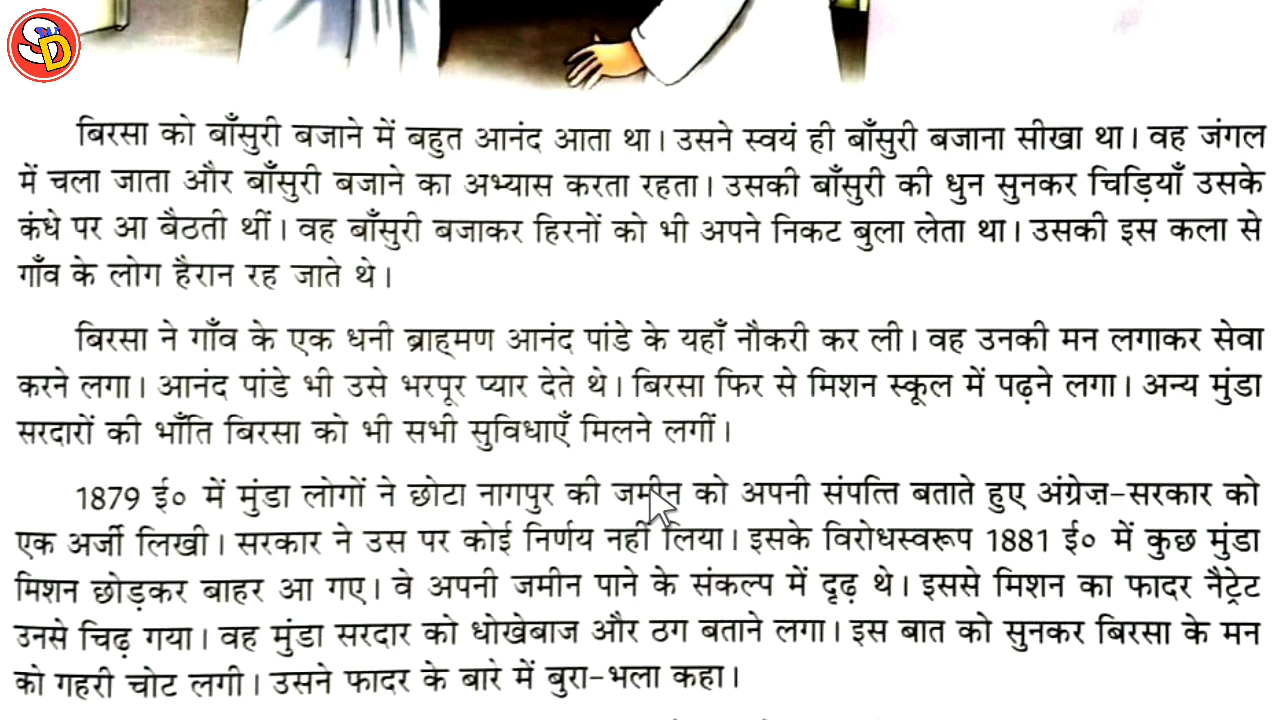 SD
बिरसा को बाँसुरी बजाने में बहुत आनंद आता था। उसने स्वयं ही बाँसुरी बजाना सीखा था। वह जंगल
में चला जाता और बाँसुरी बजाने का अभ्यास करता रहता। उसकी बाँसुरी की धुन सुनकर चिड़ियाँ उसके
कंधे पर आ बैठती थीं। वह बाँसुरी बजाकर हिरनों को भी अपने निकट बुला लेता था। उसकी इस कला से
गाँव के लोग हैरान रह जाते थे।
बिरसा ने गाँव के एक धनी ब्राह्मण आनंद पांडे के यहाँ नौकरी कर ली। वह उनकी मन लगाकर सेवा
करने लगा। आनंद पांडे भी उसे भरपूर प्यार देते थे। बिरसा फिर से मिशन स्कूल में पढ़ने लगा। अन्य मुंडा
सरदारों की भाँति बिरसा को भी सभी सुविधाएँ मिलने लगीं।
1879 ई० में मुंडा लोगों ने छोटा नागपुर की जमीन को अपनी संपत्ति बताते हुए अंग्रेज़-सरकार को
एक अर्जी लिखी। सरकार ने उस पर कोई निर्णय नहीं लिया। इसके विरोधस्वरूप 1881 ई० में कुछ मुंडा
मिशन छोड़कर बाहर आ गए। वे अपनी जमीन पाने के संकल्प में दृढ़ थे। इससे मिशन का फादर नैट्रेट
उनसे चिढ़ गया। वह मुंडा सरदार को धोखेबाज और ठग बताने लगा। इस बात को सुनकर बिरसा के मन
को गहरी चोट लगी। उसने फादर के बारे में बुरा-भला कहा।